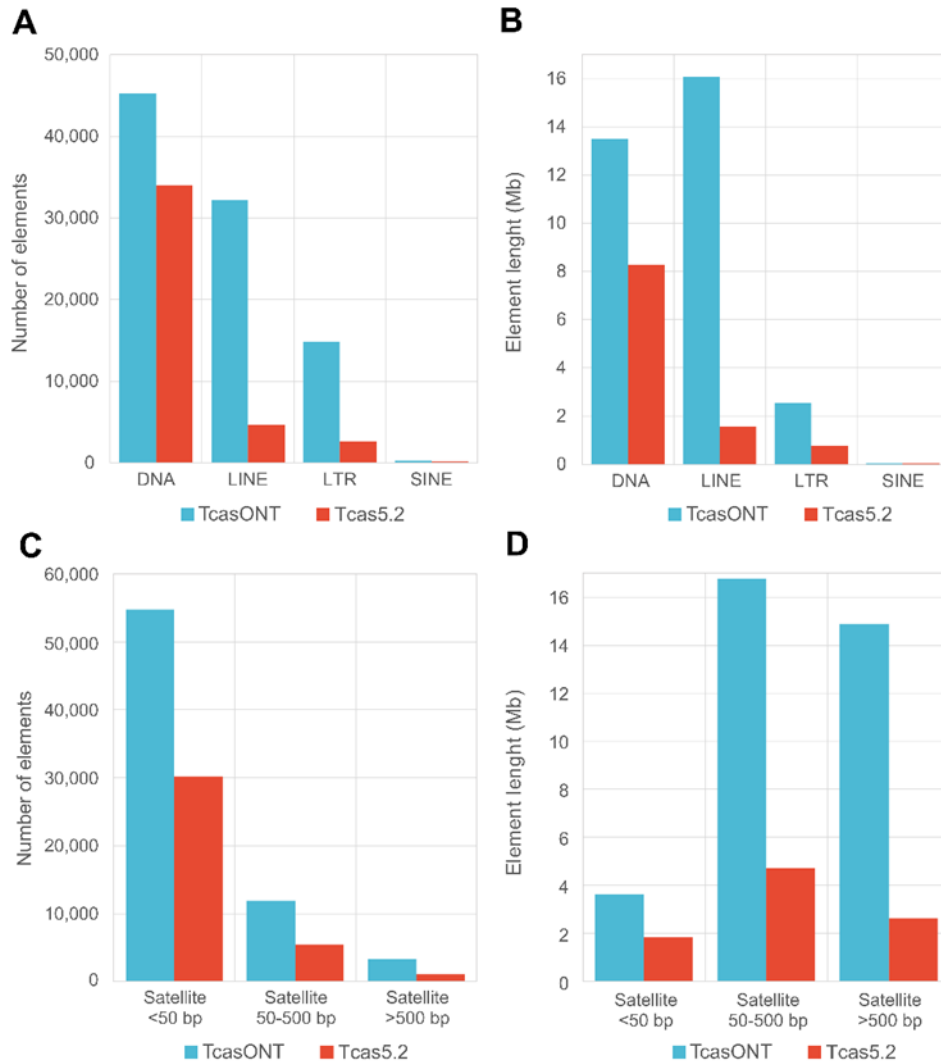 A
50,000
40,000
30,000
20,000
10,000
0
Number of elements
DNA LINE LTR SINE
TcasONT Tcas5.2
B
16
14
12
10
8
6
4
2
0
Element lenght (Mb)
DNA LINE LTR SINE
TcasONT Tcas5.2
C
60,000
50,000
40,000
30,000
20,000
10,000
0
Number of elements
Satellite Satellite Satellite
<50 bp 50-500 bp >500 bp
TcasONT Tcas5.2
D
16
14
12
10
8
6
4
2
0
Element lenght (Mb)
Satellite Satellite Satellite
<50 bp 50-500 bp >500 bp
TcasONT Tcas5.2